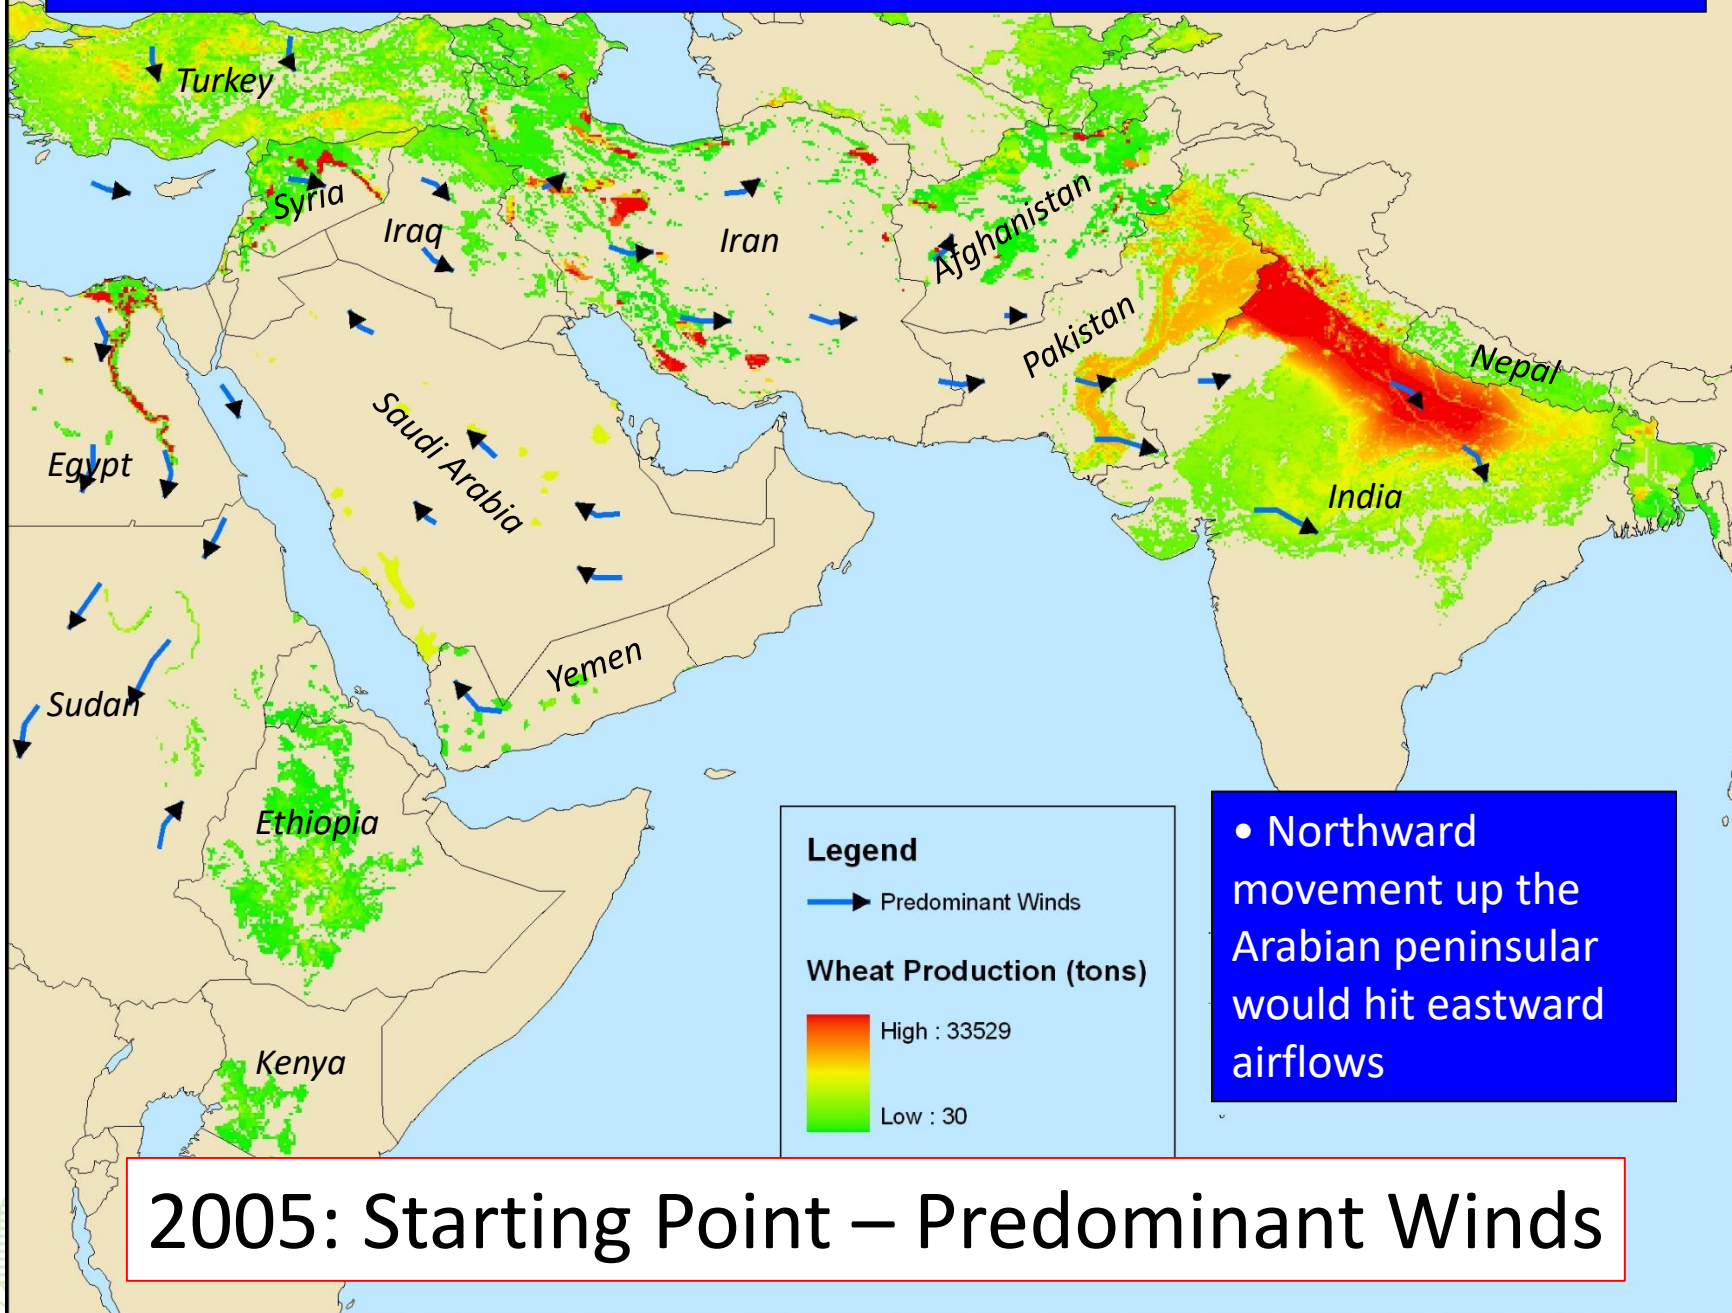 Turkey
Syria
Iraq
Iran
Afghanistan
Pakistan
Nepal
India
Egypt
Saudi Arabia
Yemen
Sudan
Ethiopia
Kenya
Legend
Predominant Winds
Wheat Production (tons)
High : 33529
Low : 30
• Northward
movement up the
Arabian peninsular
would hit eastward
airflows
2005: Starting Point – Predominant Winds